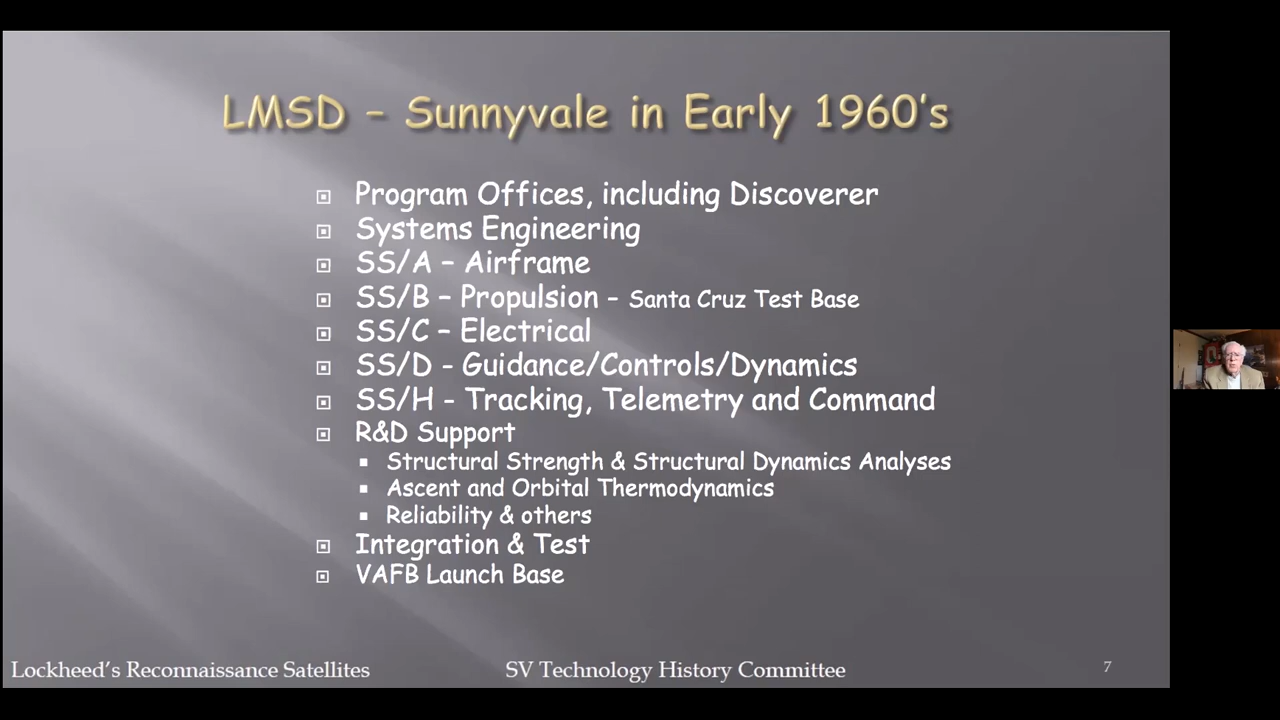 LMSD – Sunnyvale in Early 1960's
Program Offices, including Discoverer
Systems Engineering
SS/A – Airframe
SS/B – Propulsion - Santa Cruz Test Base
SS/C – Electrical
SS/D - Guidance/Controls/Dynamics
SS/H - Tracking, Telemetry and Command
R&D Support
Structural Strength & Structural Dynamics Analyses
Ascent and Orbital Thermodynamics
Reliability & others
Integration & Test
VAFB Launch Base
Lockheed's Reconnaissance Satellites
SV Technology History Committee
7